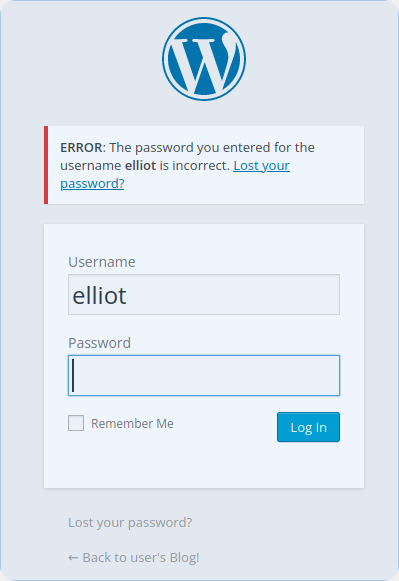 W
ERROR: The password you entered for the
username elliot is incorrect. Lost your
password?
Username
elliot
Password
Remember Me
Log In
Lost your password?
← Back to user's Blog!